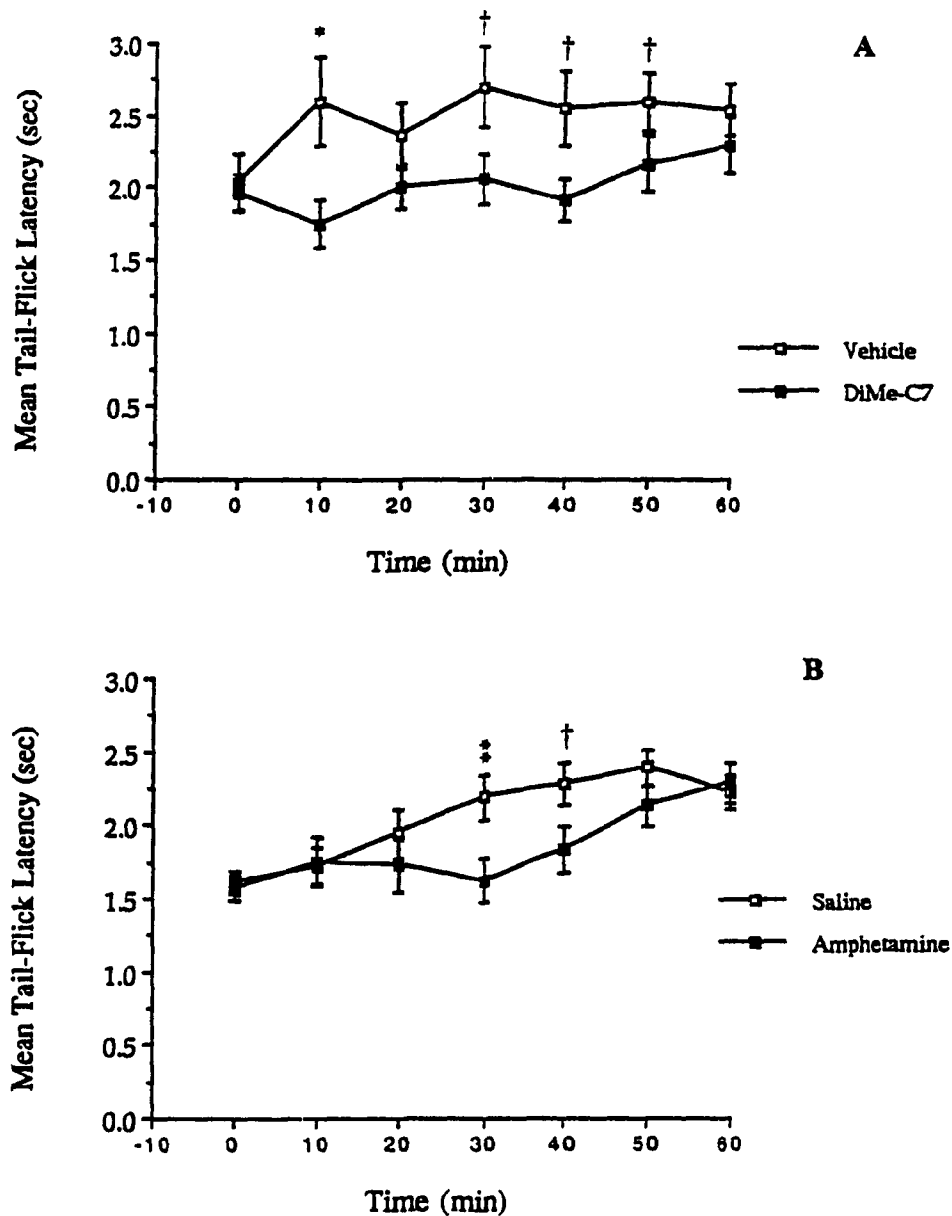 A
* † † †
3.0
2.5
2.0
1.5
1.0
0.5
0.0
Mean Tail-Flick Latency (sec)
-10 0 10 20 30 40 50 60
Time (min)
Vehicle
DiMe-C7
B
** †
3.0
2.5
2.0
1.5
1.0
0.5
0.0
Mean Tail-Flick Latency (sec)
-10 0 10 20 30 40 50 60
Time (min)
Saline
Amphetamine